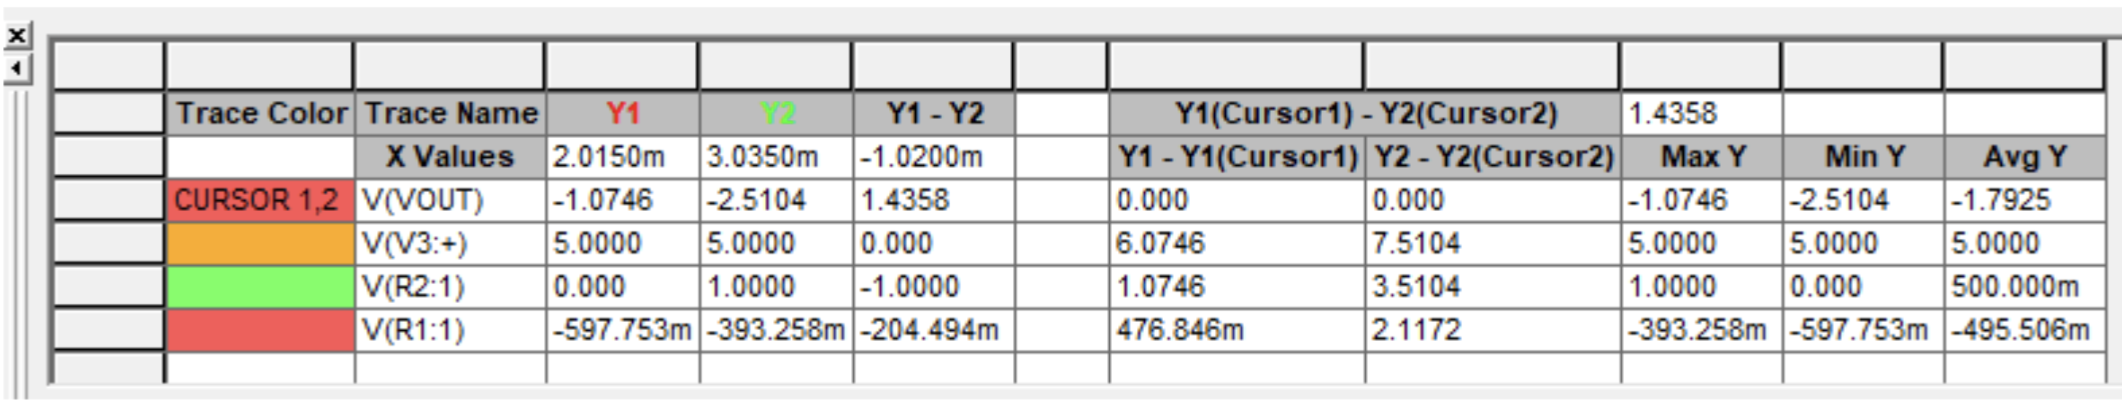 Trace Color Trace Name Y1 Y2 Y1 - Y2 Y1(Cursor1) - Y2(Cursor2) 1.4358
X Values 2.0150m 3.0350m -1.0200m Y1 - Y1(Cursor1) Y2 - Y2(Cursor2) Max Y Min Y Avg Y
CURSOR 1,2 V(VOUT) -1.0746 -2.5104 1.4358 0.000 0.000 -1.0746 -2.5104 -1.7925
V(V3:+) 5.0000 5.0000 0.000 6.0746 7.5104 5.0000 5.0000 5.0000
V(R2:1) 0.000 1.0000 -1.0000 1.0746 3.5104 1.0000 0.000 500.000m
V(R1:1) -597.753m -393.258m -204.494m 476.846m 2.1172 -393.258m -597.753m -495.506m